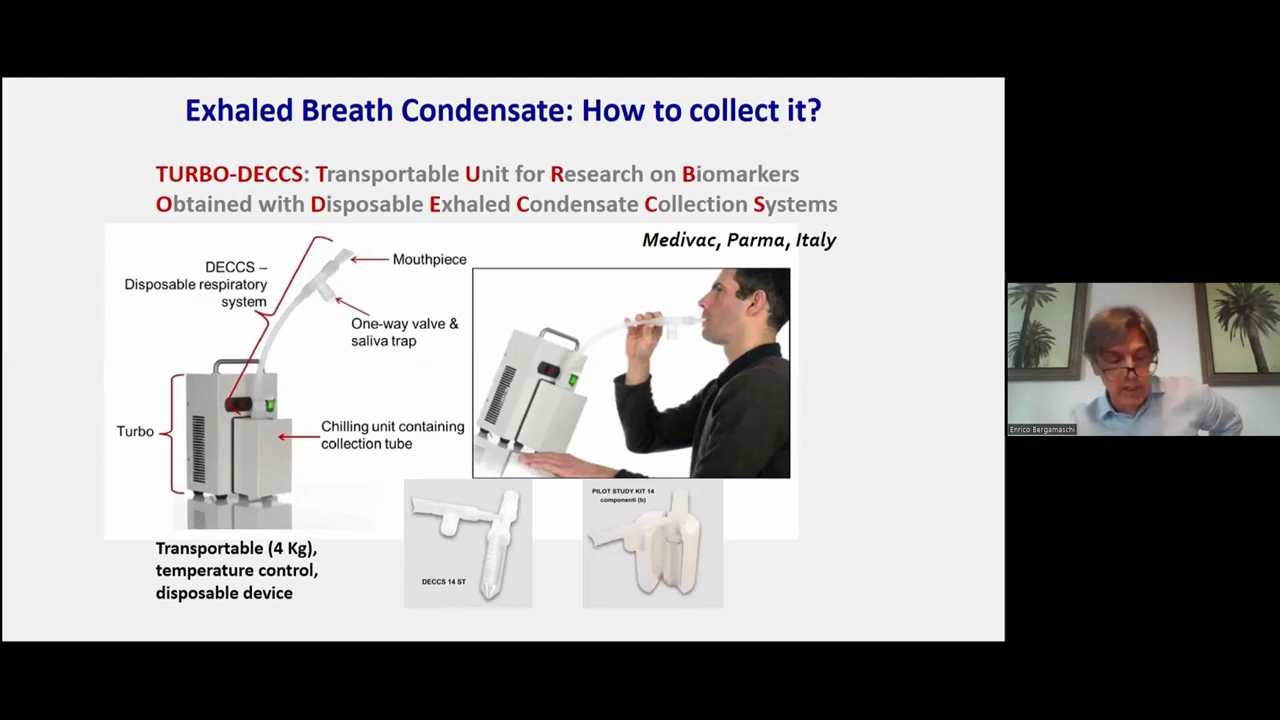 Exhaled Breath Condensate: How to collect it?
TURBO-DECCS: Transportable Unit for Research on Biomarkers
Obtained with Disposable Exhaled Condensate Collection Systems
Medivac, Parma, Italy
DECCS –
Disposable respiratory
system
Mouthpiece
One-way valve &
saliva trap
Turbo
Chilling unit containing
collection tube
Transportable (4 Kg),
temperature control,
disposable device
DECCS 14 ST
PILOT STUDY KIT 14
componenti (b)
Enrico Bergamaschi